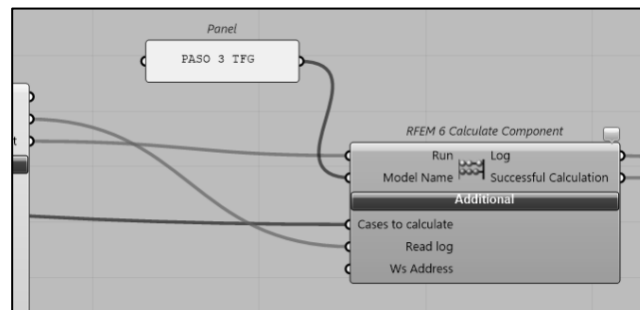 Panel
PASO 3 TFG
t
RFEM 6 Calculate Component
Run Log
Model Name Successful Calculation
Additional
Cases to calculate
Read log
Ws Address